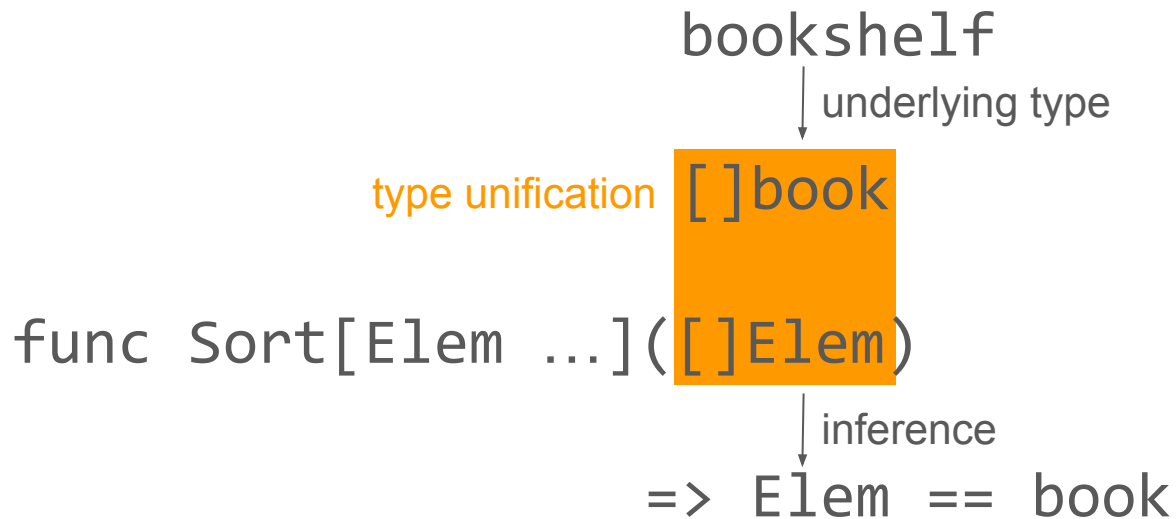 bookshelf
underlying type
type unification []book
func Sort[Elem …]([]Elem)
inference
=> Elem == book